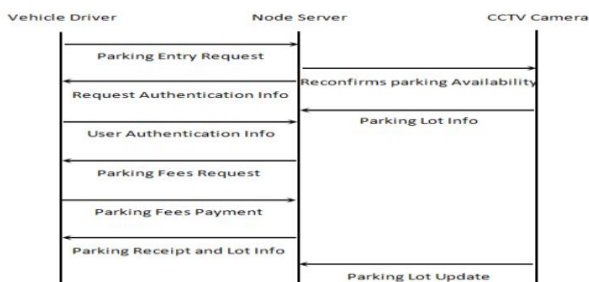 Vehicle Driver
Node Server
CCTV Camera
Parking Entry Request
Reconfirms parking Availability
Request Authentication Info
Parking Lot Info
User Authentication Info
Parking Fees Request
Parking Fees Payment
Parking Receipt and Lot Info
Parking Lot Update